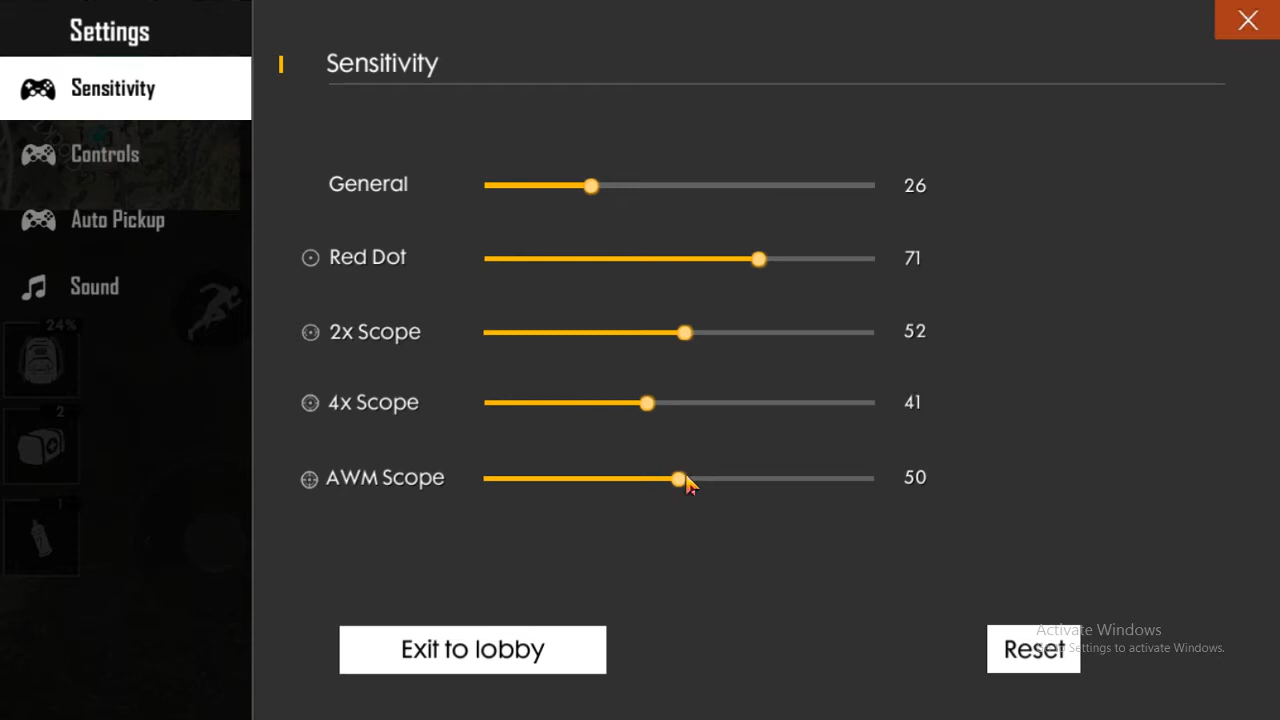 Settings
Sensitivity
Controls
Auto Pickup
Sound
24%
2
1
Sensitivity
General 26
Red Dot 71
2x Scope 52
4x Scope 41
AWM Scope 50
Exit to lobby
Reset
Activate Windows
Settings to activate Windows.